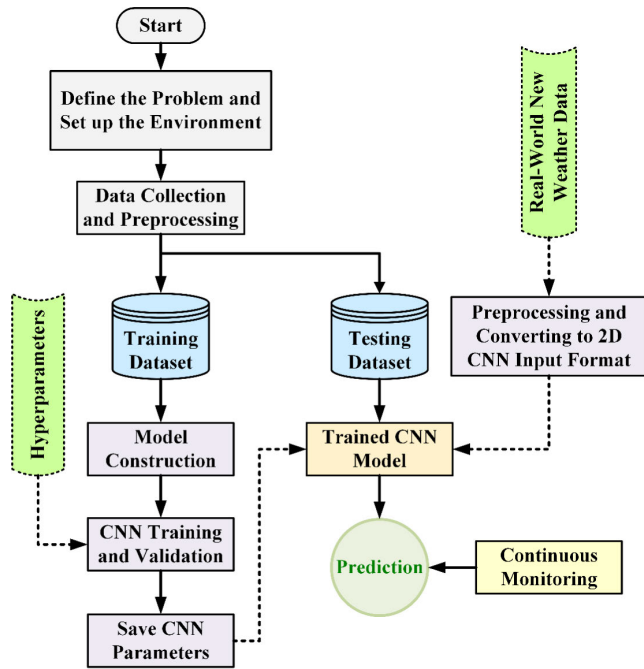 Start
Define the Problem and
Set up the Environment
Data Collection
and Preprocessing
Real-World New
Weather Data
Hyperparameters
Training
Dataset
Testing
Dataset
Preprocessing and
Converting to 2D
CNN Input Format
Model
Construction
Trained CNN
Model
CNN Training
and Validation
Prediction
Continuous
Monitoring
Save CNN
Parameters